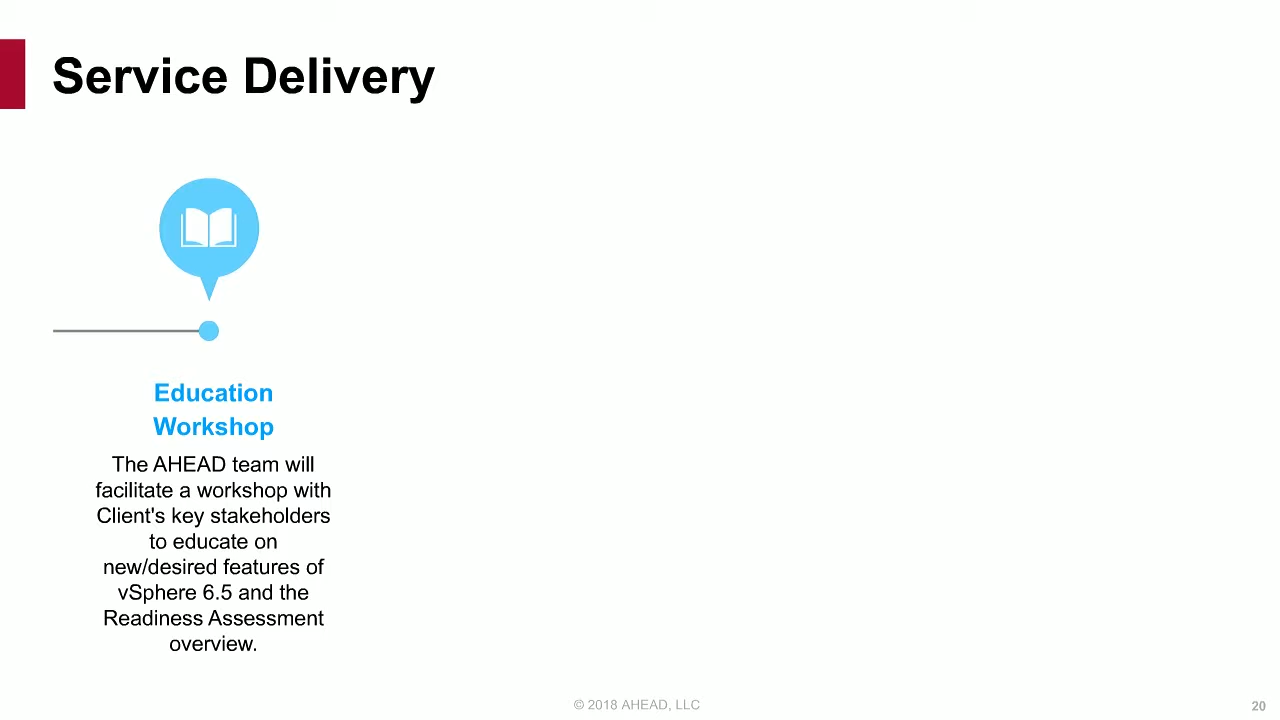 Service Delivery
Education
Workshop
The AHEAD team will
facilitate a workshop with
Client's key stakeholders
to educate on
new/desired features of
vSphere 6.5 and the
Readiness Assessment
overview.
© 2018 AHEAD, LLC
20